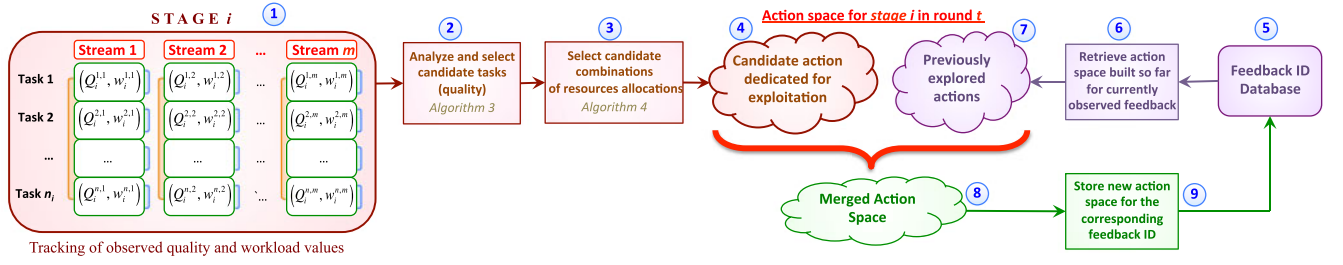 STAGE i
1
Stream 1 Stream 2 ... Stream m
Task 1 (Q_i^{1,1}, w_i^{1,1}) (Q_i^{1,2}, w_i^{1,2}) ... (Q_i^{1,m}, w_i^{1,m})
Task 2 (Q_i^{2,1}, w_i^{2,1}) (Q_i^{2,2}, w_i^{2,2}) ... (Q_i^{2,m}, w_i^{2,m})
... ... ... ... ...
Task n_i (Q_i^{n,1}, w_i^{n,1}) (Q_i^{n,2}, w_i^{n,2}) `... (Q_i^{n,m}, w_i^{n,m})
Tracking of observed quality and workload values
2
Analyze and select
candidate tasks
(quality)
Algorithm 3
3
Select candidate
combinations
of resources allocations
Algorithm 4
Action space for stage i in round t
4
Candidate action
dedicated for
exploitation
7
Previously
explored
actions
6
Retrieve action
space built so far
for currently
observed feedback
5
Feedback ID
Database
Merged Action
Space
8
Store new action
space for the
corresponding
feedback ID
9